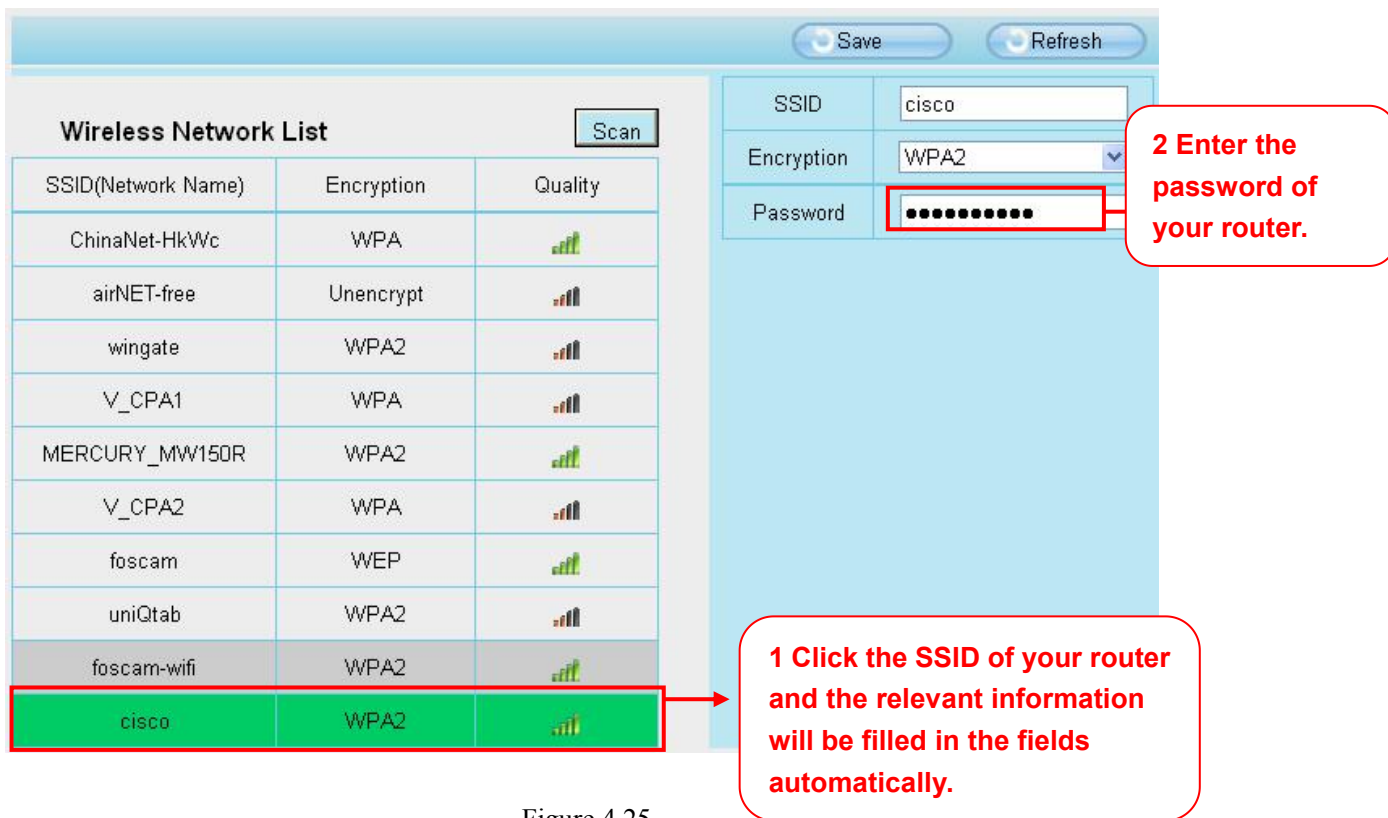 Save Refresh
Wireless Network List Scan
SSID(Network Name) Encryption Quality
ChinaNet-HkWc WPA
airNET-free Unencrypt
wingate WPA2
V_CPA1 WPA
MERCURY_MW150R WPA2
V_CPA2 WPA
foscam WEP
uniQtab WPA2
foscam-wifi WPA2
cisco WPA2
SSID cisco
Encryption WPA2
Password ●●●●●●●●●●
2 Enter the
password of
your router.
1 Click the SSID of your router
and the relevant information
will be filled in the fields
automatically.
Figure 4.25